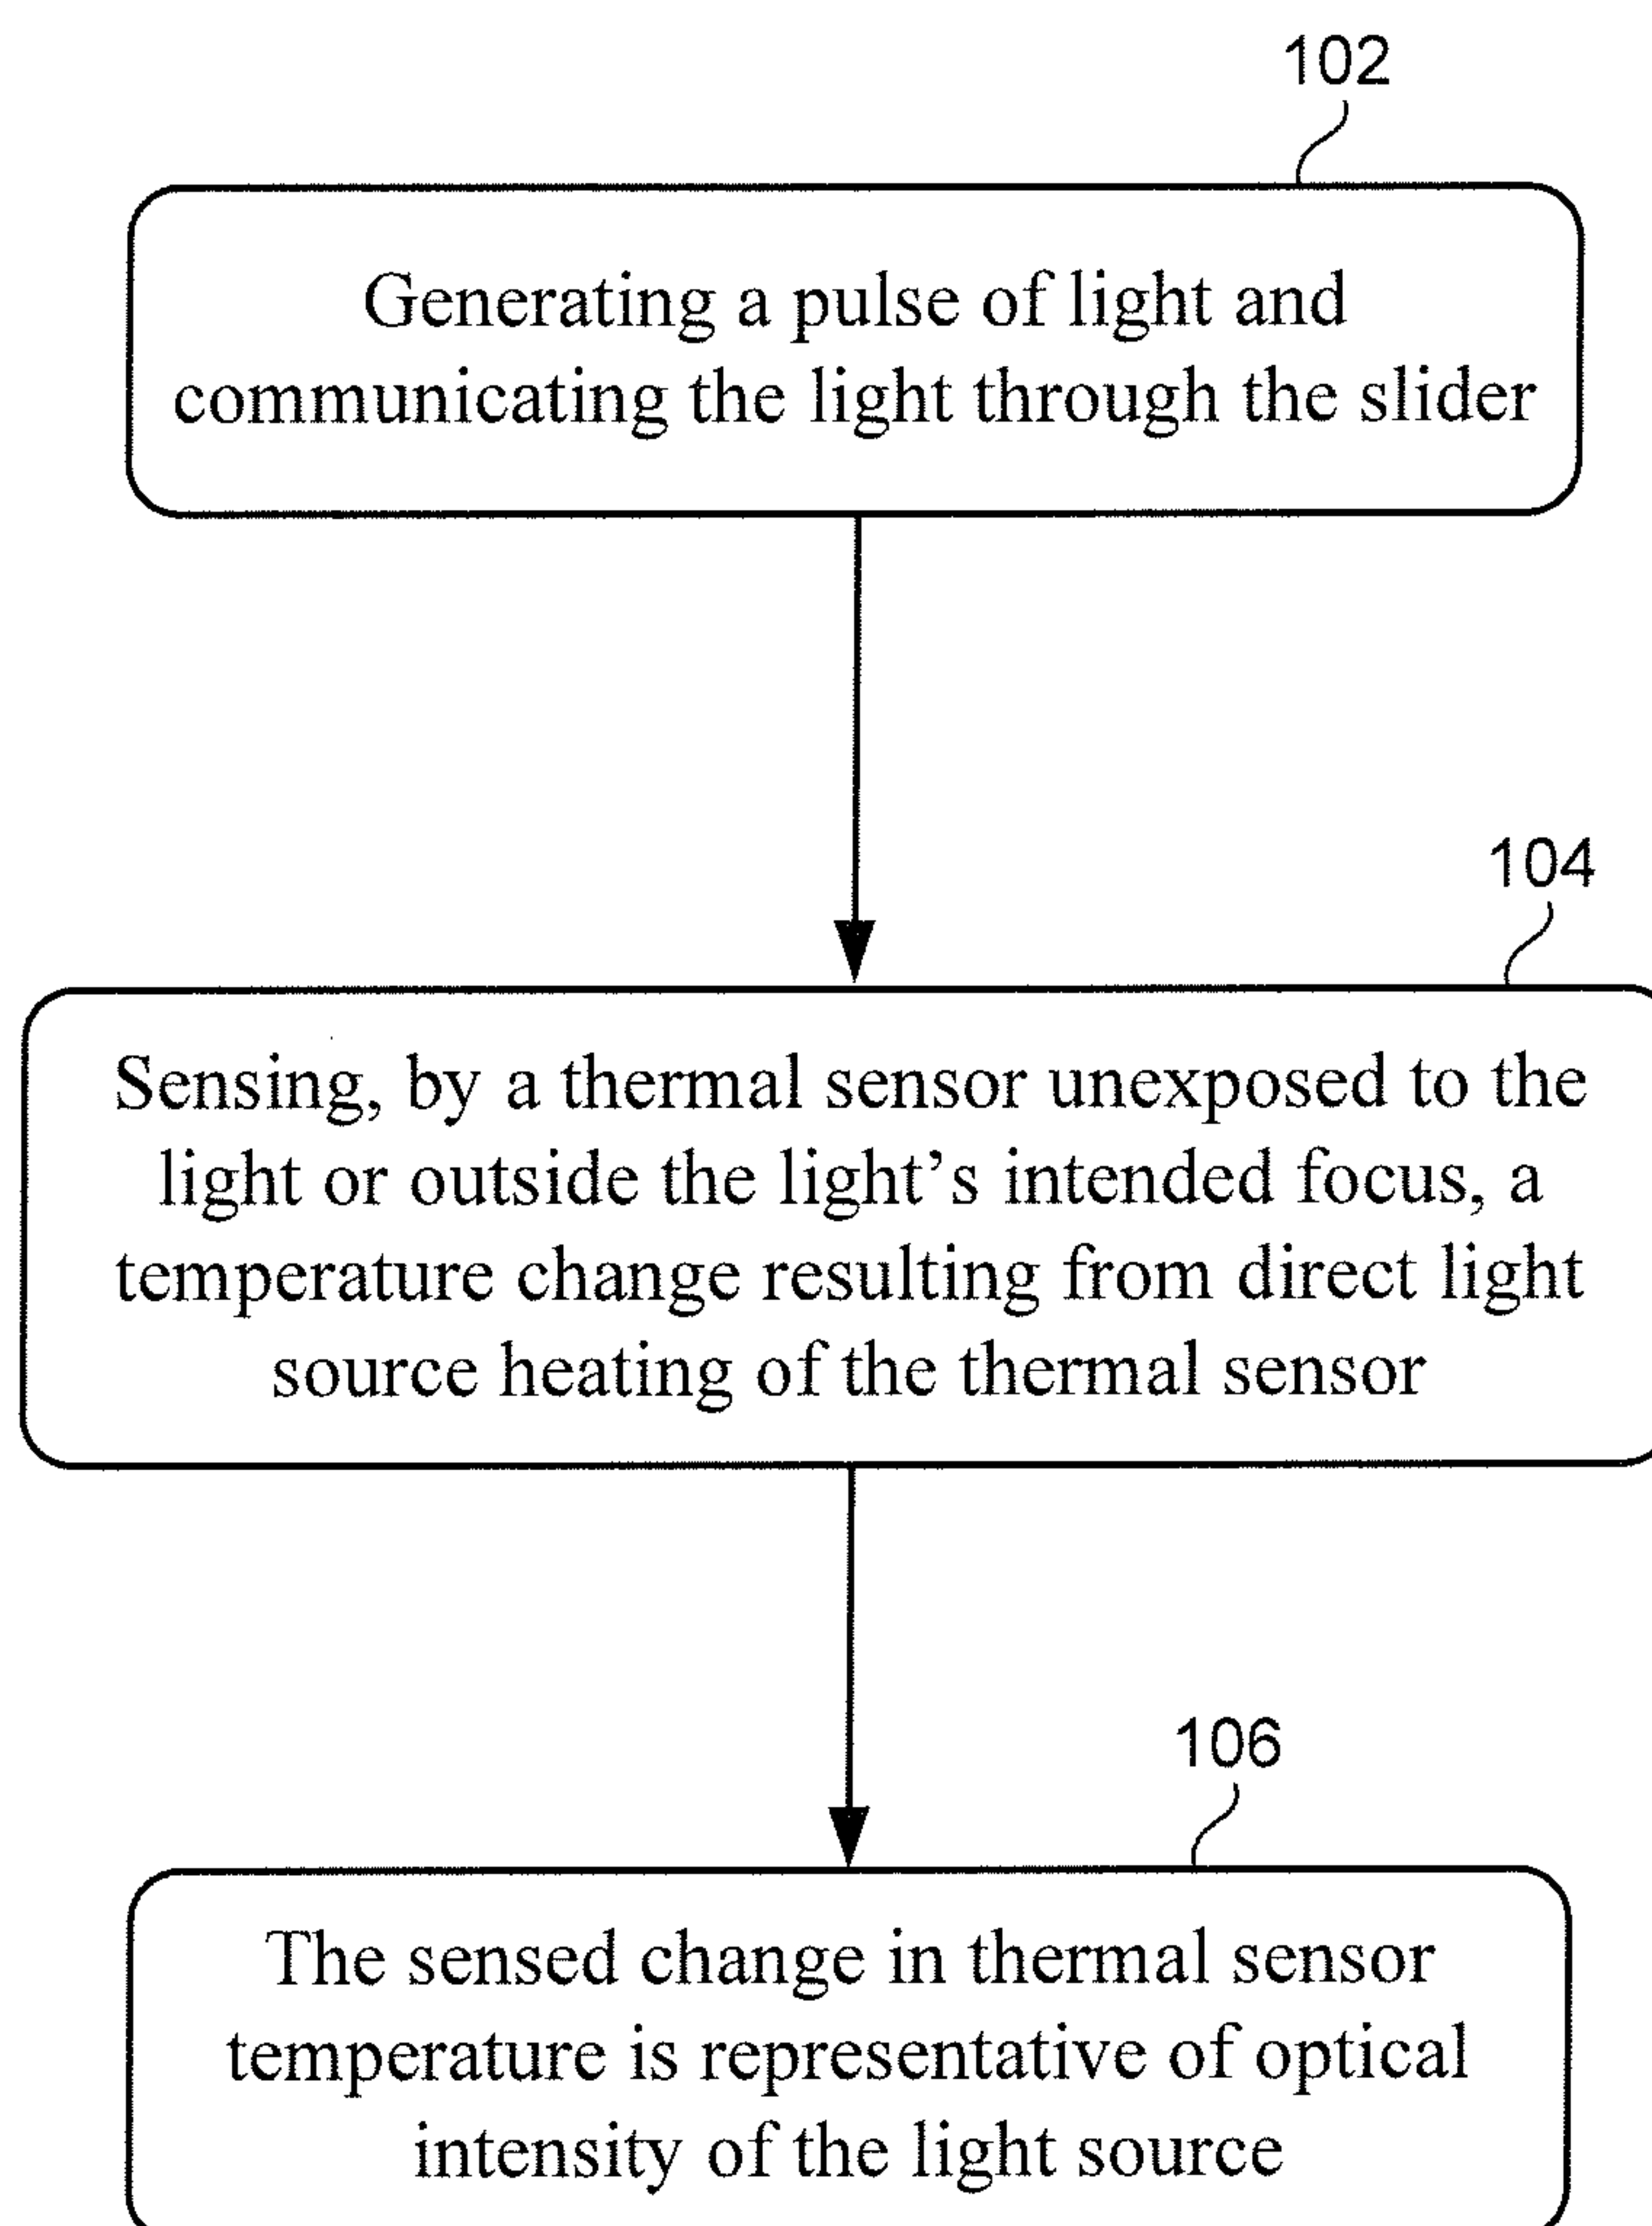 102
Generating a pulse of light and
communicating the light through the slider
104
Sensing, by a thermal sensor unexposed to the
light or outside the light’s intended focus, a
temperature change resulting from direct light
source heating of the thermal sensor
106
The sensed change in thermal sensor
temperature is representative of optical
intensity of the light source